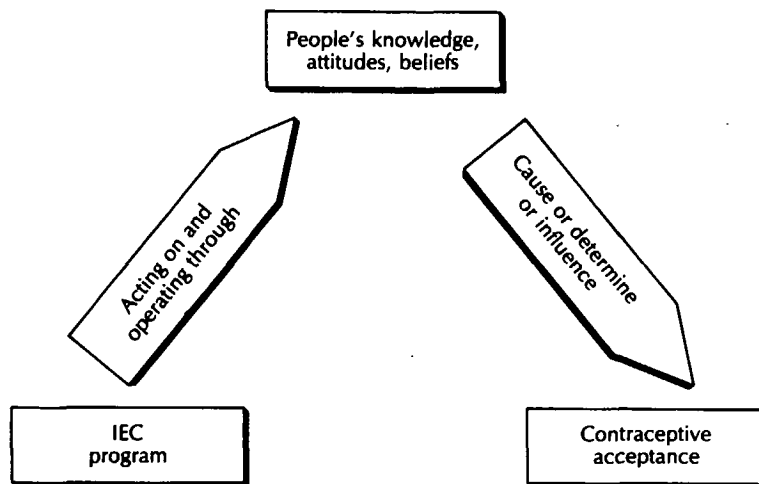 People's knowledge,
attitudes, beliefs
Acting on and
operating through
Cause or determine
or influence
IEC
program
Contraceptive
acceptance